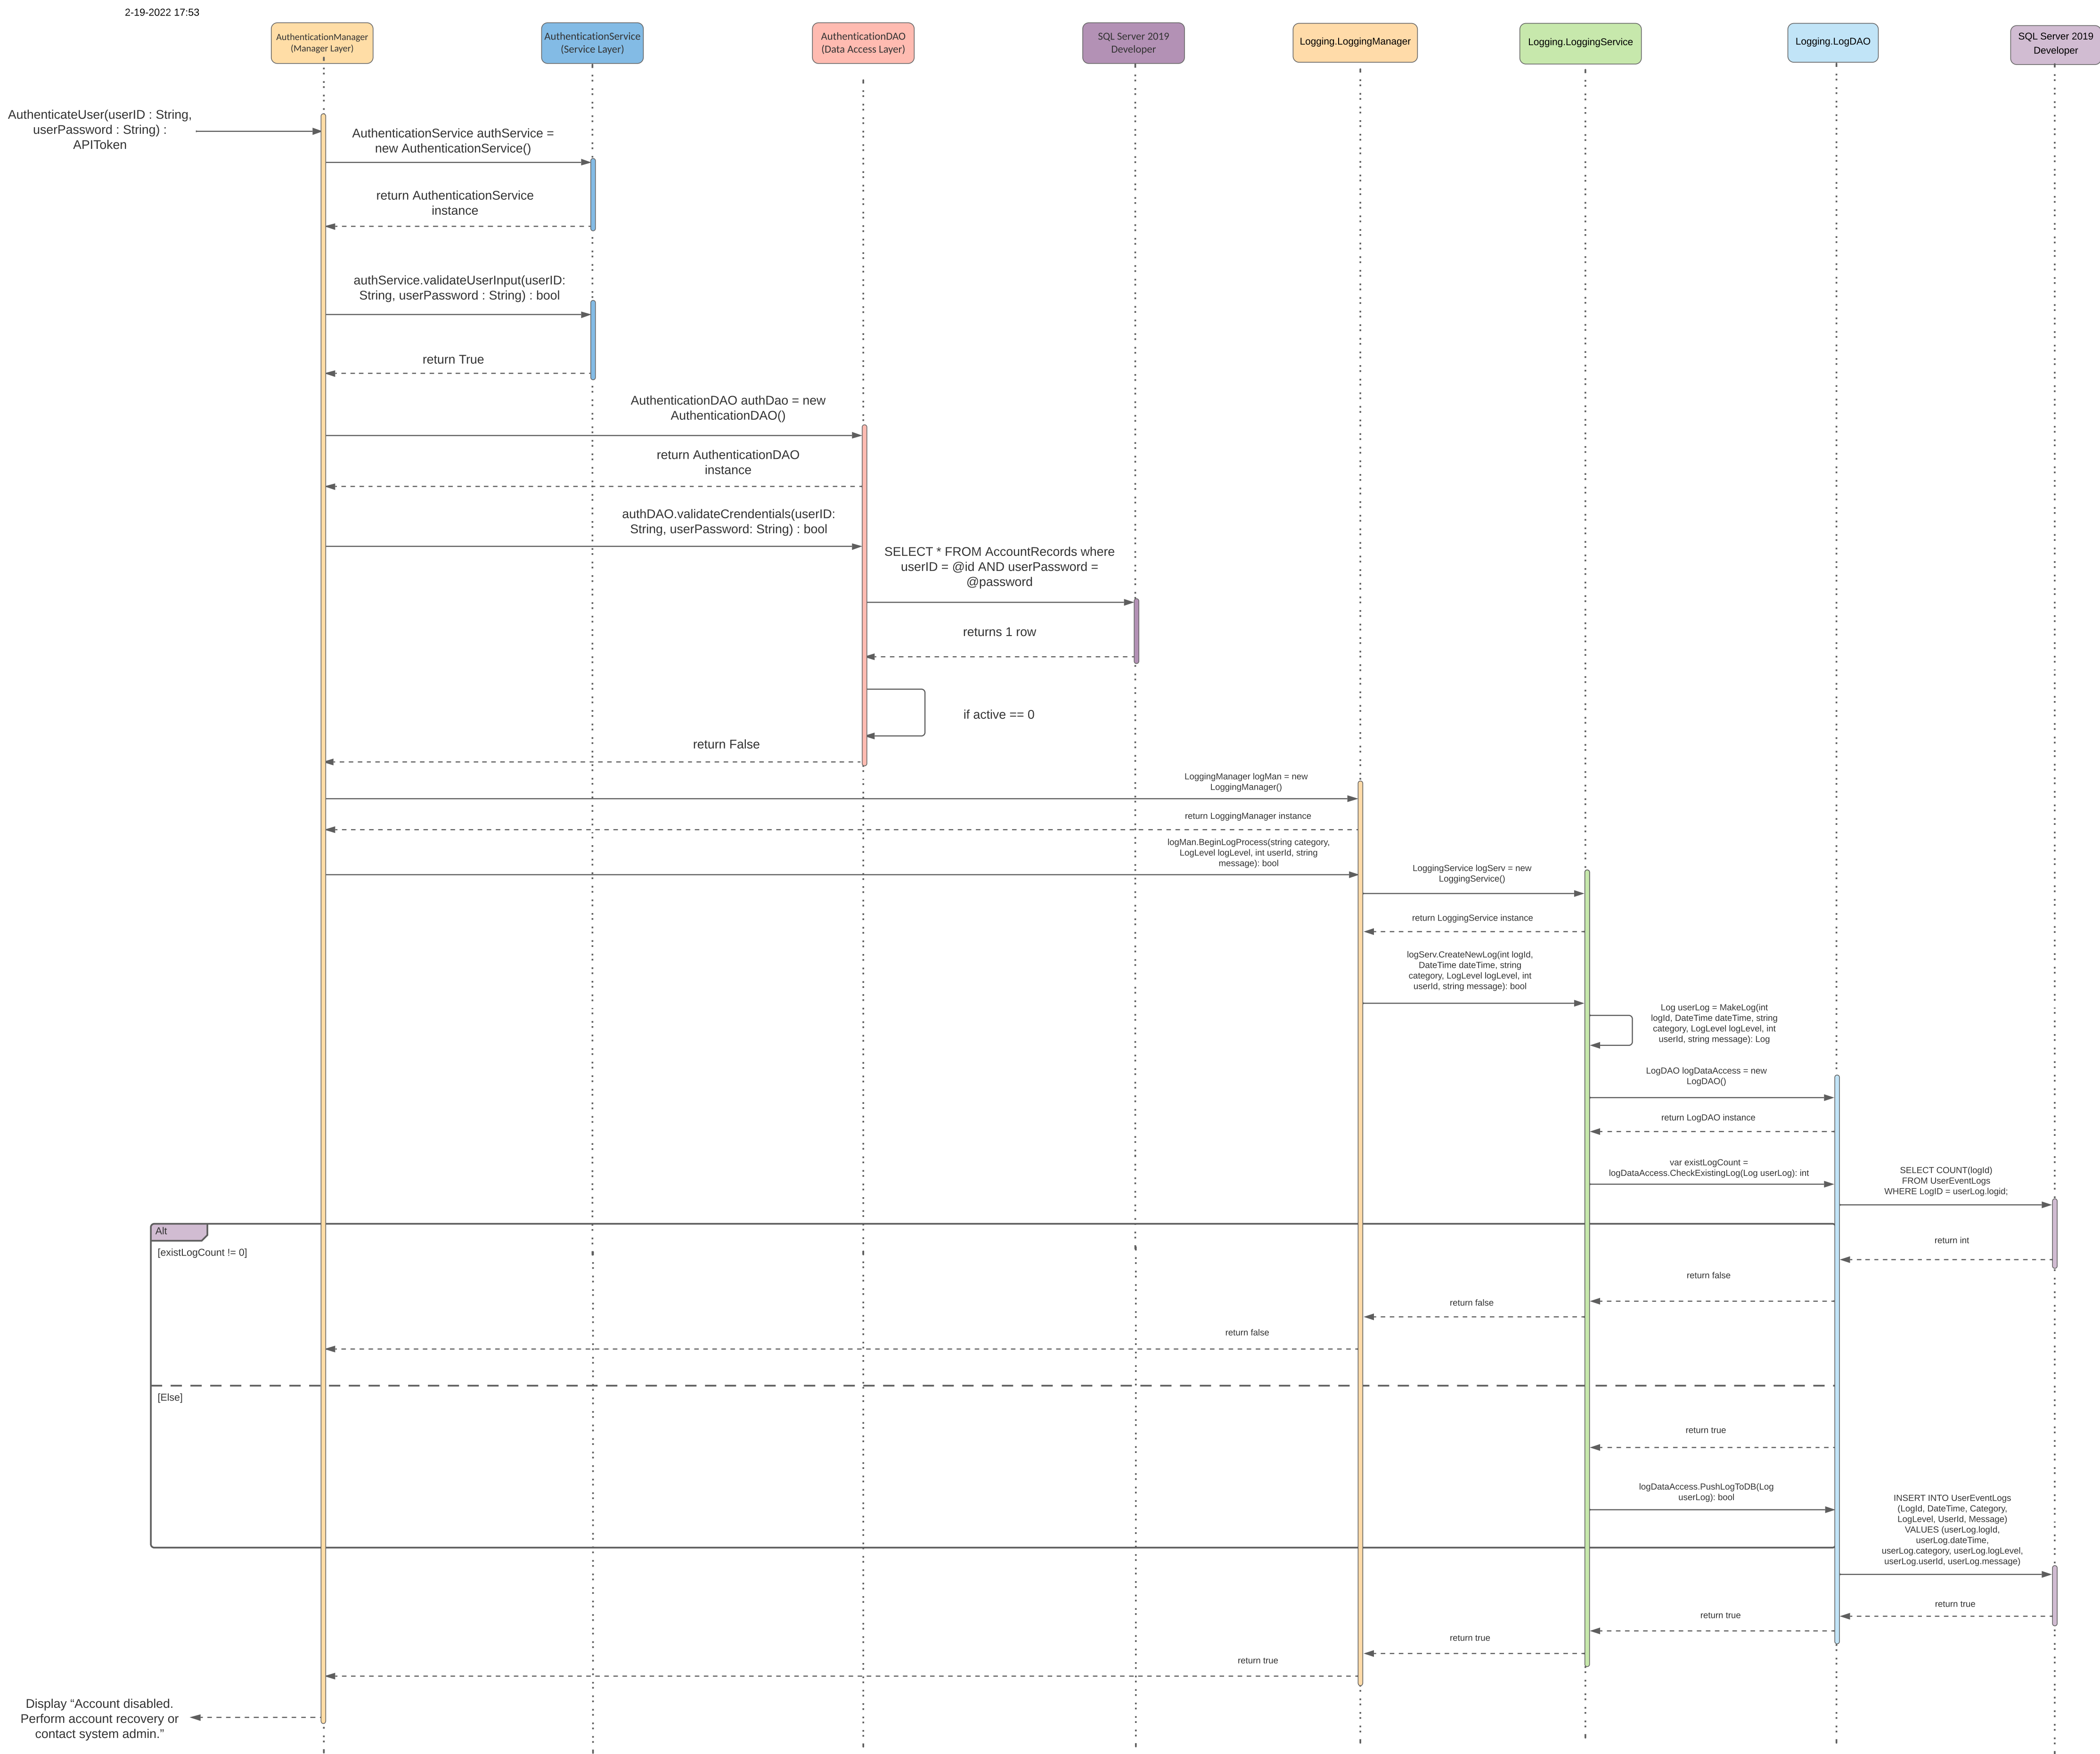 2-19-2022 17:53
AuthenticationManager
(Manager Layer)
AuthenticationService
(Service Layer)
AuthenticationDAO
(Data Access Layer)
SQL Server 2019
Developer
Logging.LoggingManager
Logging.LoggingService
Logging.LogDAO
SQL Server 2019
Developer
AuthenticateUser(userID : String,
userPassword : String) :
APIToken
AuthenticationService authService =
new AuthenticationService()
return AuthenticationService
instance
authService.validateUserInput(userID:
String, userPassword : String) : bool
return True
AuthenticationDAO authDao = new
AuthenticationDAO()
return AuthenticationDAO
instance
authDAO.validateCrendentials(userID:
String, userPassword: String) : bool
SELECT * FROM AccountRecords where
userID = @id AND userPassword =
@password
returns 1 row
if active == 0
return False
LoggingManager logMan = new
LoggingManager()
return LoggingManager instance
logMan.BeginLogProcess(string category,
LogLevel logLevel, int userId, string
message): bool
LoggingService logServ = new
LoggingService()
return LoggingService instance
logServ.CreateNewLog(int logId,
DateTime dateTime, string
category, LogLevel logLevel, int
userId, string message): bool
Log userLog = MakeLog(int
logId, DateTime dateTime, string
category, LogLevel logLevel, int
userId, string message): Log
LogDAO logDataAccess = new
LogDAO()
return LogDAO instance
var existLogCount =
logDataAccess.CheckExistingLog(Log userLog): int
SELECT COUNT(logId)
FROM UserEventLogs
WHERE LogID = userLog.logid;
Alt
[existLogCount != 0]
return int
return false
return false
return false
[Else]
return true
logDataAccess.PushLogToDB(Log
userLog): bool
INSERT INTO UserEventLogs
(LogId, DateTime, Category,
LogLevel, UserId, Message)
VALUES (userLog.logId,
userLog.dateTime,
userLog.category, userLog.logLevel,
userLog.userId, userLog.message)
return true
return true
return true
return true
Display “Account disabled.
Perform account recovery or
contact system admin.”